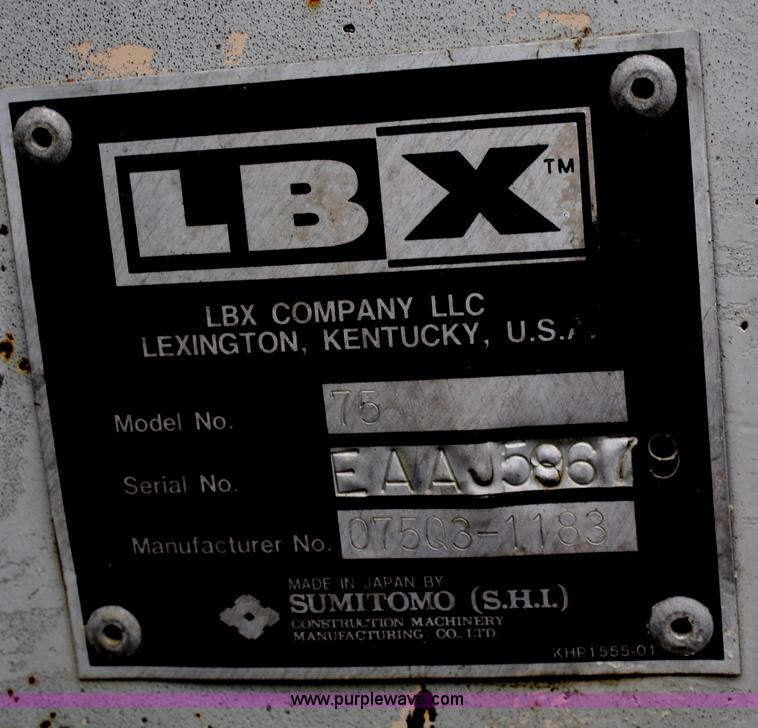 LBX™
LBX COMPANY LLC
LEXINGTON, KENTUCKY, U.S.A.
Model No. 75
Serial No.
Manufacturer No. 075Q3-1183
MADE IN JAPAN BY
SUMITOMO (S.H.I.)
CONSTRUCTION MACHINERY
MANUFACTURING CO., LTD.
KHP1555-01
www.purplewave.com